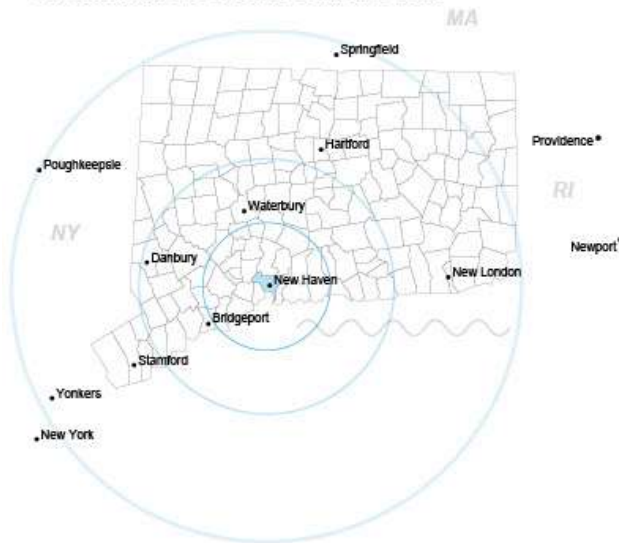 MA
Springfield
Hartford
Providence
Poughkeepsie
RI
Waterbury
NY
Newport
Danbury
New London
New Haven
Bridgeport
Stamford
Yonkers
New York